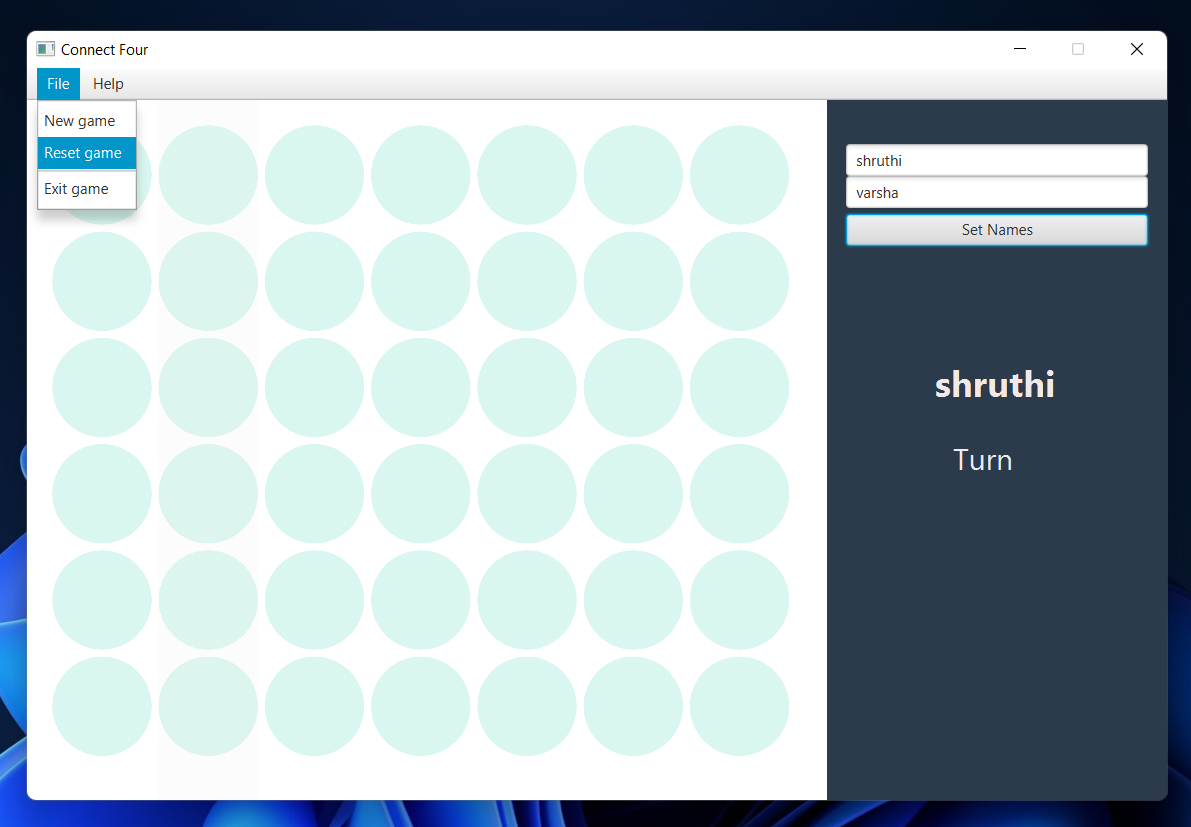 Connect Four
File Help
New game
Reset game
Exit game
shruthi
varsha
Set Names
shruthi
Turn